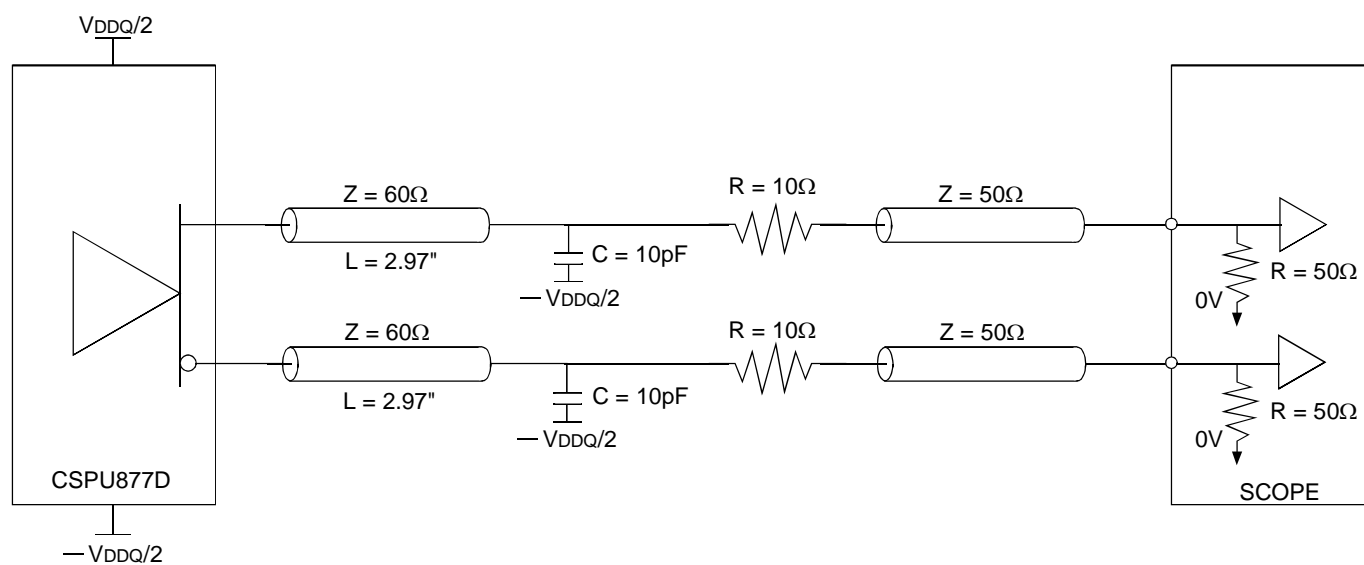 VDDQ/2
Z = 60Ω
R = 10Ω
Z = 50Ω
L = 2.97"
C = 10pF
R = 50Ω
— VDDQ/2
0V
Z = 60Ω
R = 10Ω
Z = 50Ω
L = 2.97"
C = 10pF
R = 50Ω
— VDDQ/2
0V
CSPU877D
SCOPE
— VDDQ/2